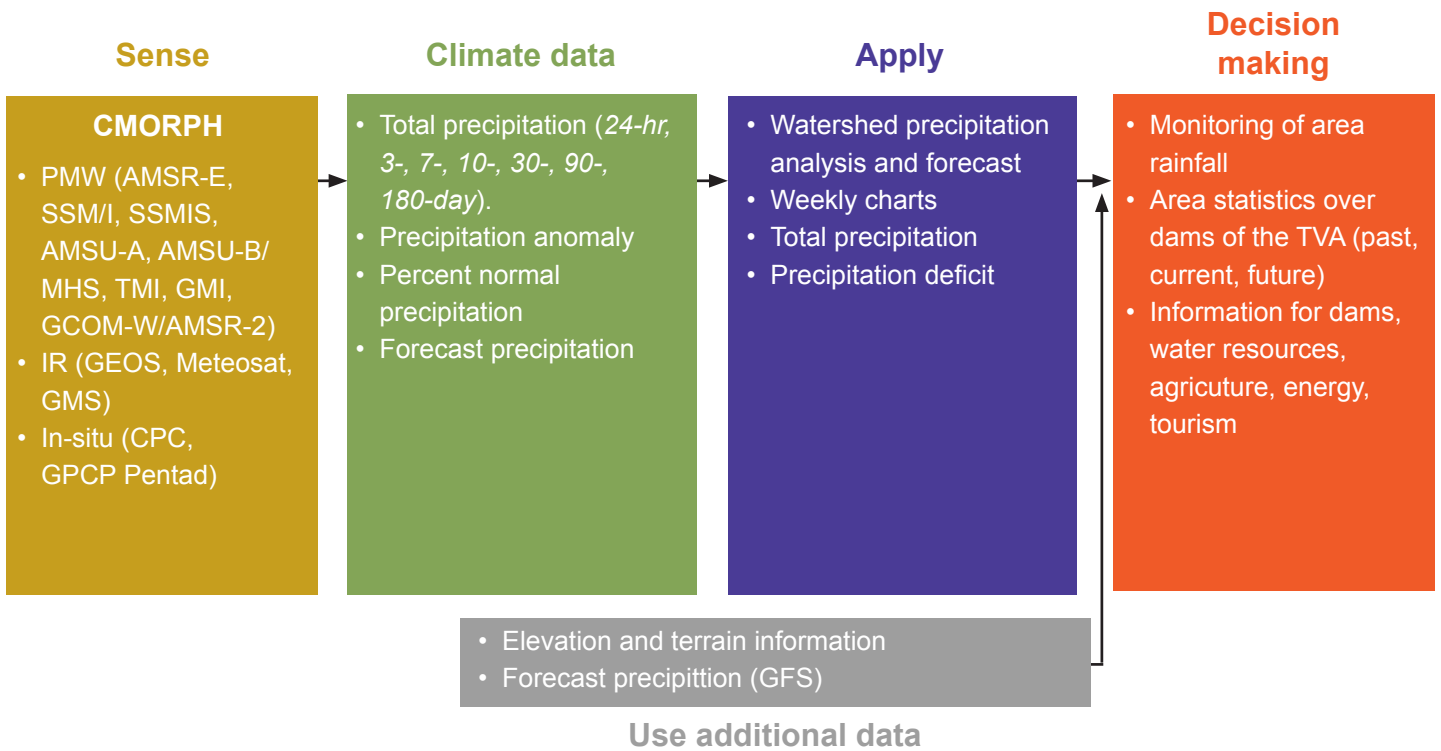 Sense
CMORPH
• PMW (AMSR-E,
SSM/I, SSMIS,
AMSU-A, AMSU-B/
MHS, TMI, GMI,
GCOM-W/AMSR-2)
• IR (GEOS, Meteosat,
GMS)
• In-situ (CPC,
GPCP Pentad)
Climate data
• Total precipitation (24-hr,
3-, 7-, 10-, 30-, 90-,
180-day).
• Precipitation anomaly
• Percent normal
precipitation
• Forecast precipitation
Apply
• Watershed precipitation
analysis and forecast
• Weekly charts
• Total precipitation
• Precipitation deficit
Decision
making
• Monitoring of area
rainfall
• Area statistics over
dams of the TVA (past,
current, future)
• Information for dams,
water resources,
agricuture, energy,
tourism
• Elevation and terrain information
• Forecast precipittion (GFS)
Use additional data